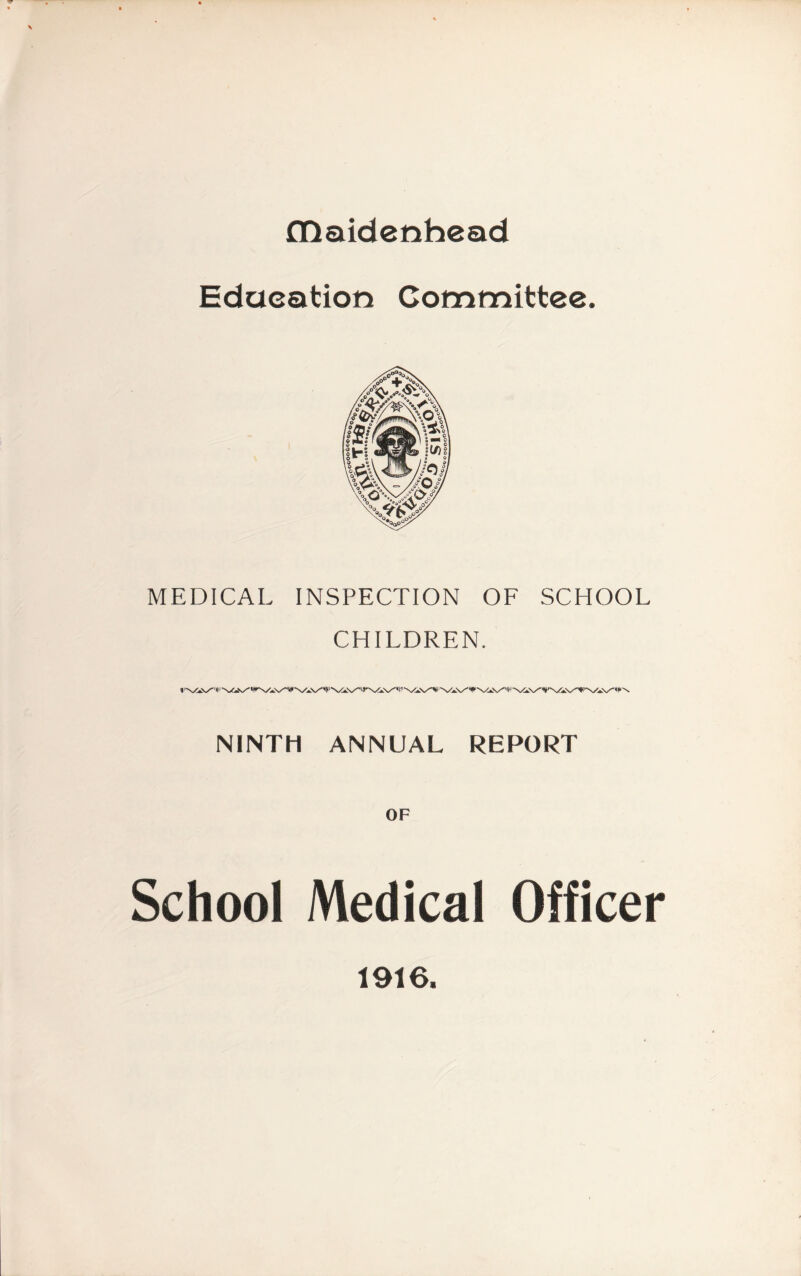 Maidenhead
Education Committee.
MEDICAL INSPECTION OF SCHOOL
CHILDREN.
NINTH ANNUAL REPORT
OF
School Medical Officer
1916.